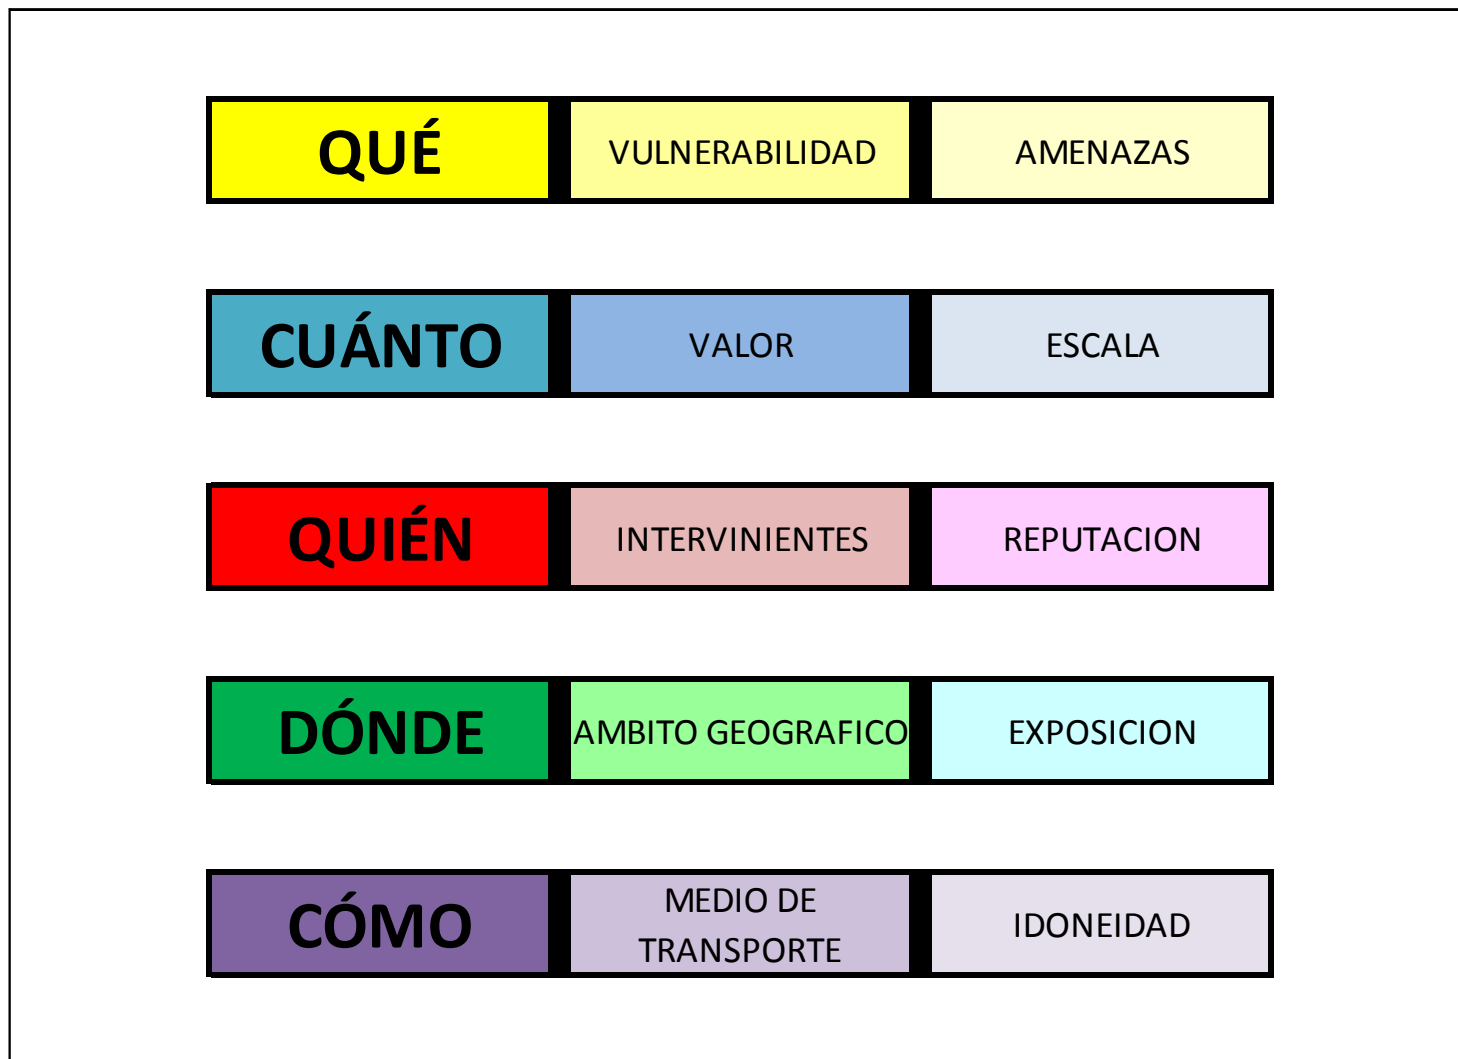 QUÉ VULNERABILIDAD AMENAZAS
CUÁNTO VALOR ESCALA
QUIÉN INTERVINIENTES REPUTACION
DÓNDE AMBITO GEOGRAFICO EXPOSICION
CÓMO
MEDIO DE
TRANSPORTE
IDONEIDAD